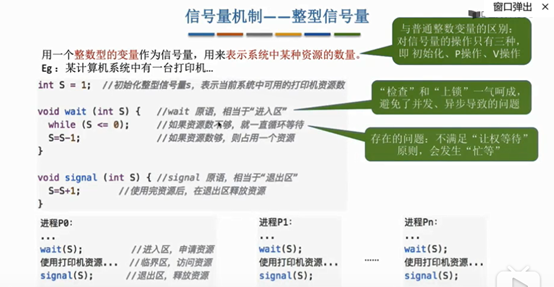 窗口弹出 ×
信号量机制——整型信号量
与普通整数变量的区别：
对信号量的操作只有三种，
即 初始化、P操作、V操作
用一个整数型的变量作为信号量，用来表示系统中某种资源的数量。
Eg：某计算机系统中有一台打印机…
int S = 1; //初始化整型信号量s，表示当前系统中可用的打印机资源数
“检查”和“上锁”一气呵成，
避免了并发、异步导致的问题
void wait (int S) { //wait 原语，相当于“进入区”
while (S <= 0); //如果资源数不够，就一直循环等待
S=S-1; //如果资源数够，则占用一个资源
}
存在的问题：不满足“让权等待”
原则，会发生“忙等”
void signal (int S) { //signal 原语，相当于“退出区”
S=S+1; //使用完资源后，在退出区释放资源
}
进程P0：
...
wait(S); //进入区，申请资源
使用打印机资源... //临界区，访问资源
signal(S); //退出区，释放资源
进程P1：
...
wait(S);
使用打印机资源...
signal(S);
......
进程Pn：
...
wait(S);
使用打印机资源...
signal(S);